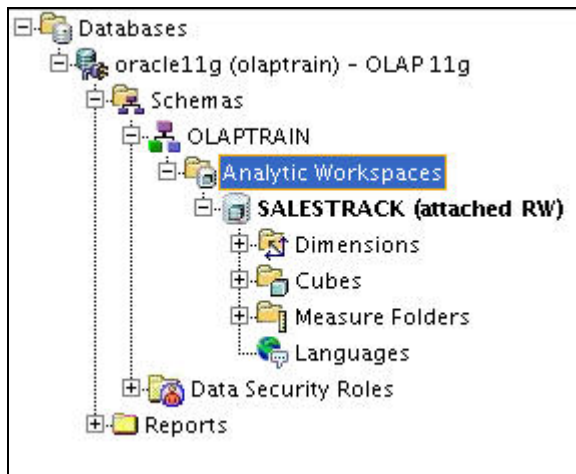 Databases
oracle11g (olaptrain) - OLAP 11g
Schemas
OLAPTRAIN
Analytic Workspaces
SALESTRACK (attached RW)
Dimensions
Cubes
Measure Folders
Languages
Data Security Roles
Reports